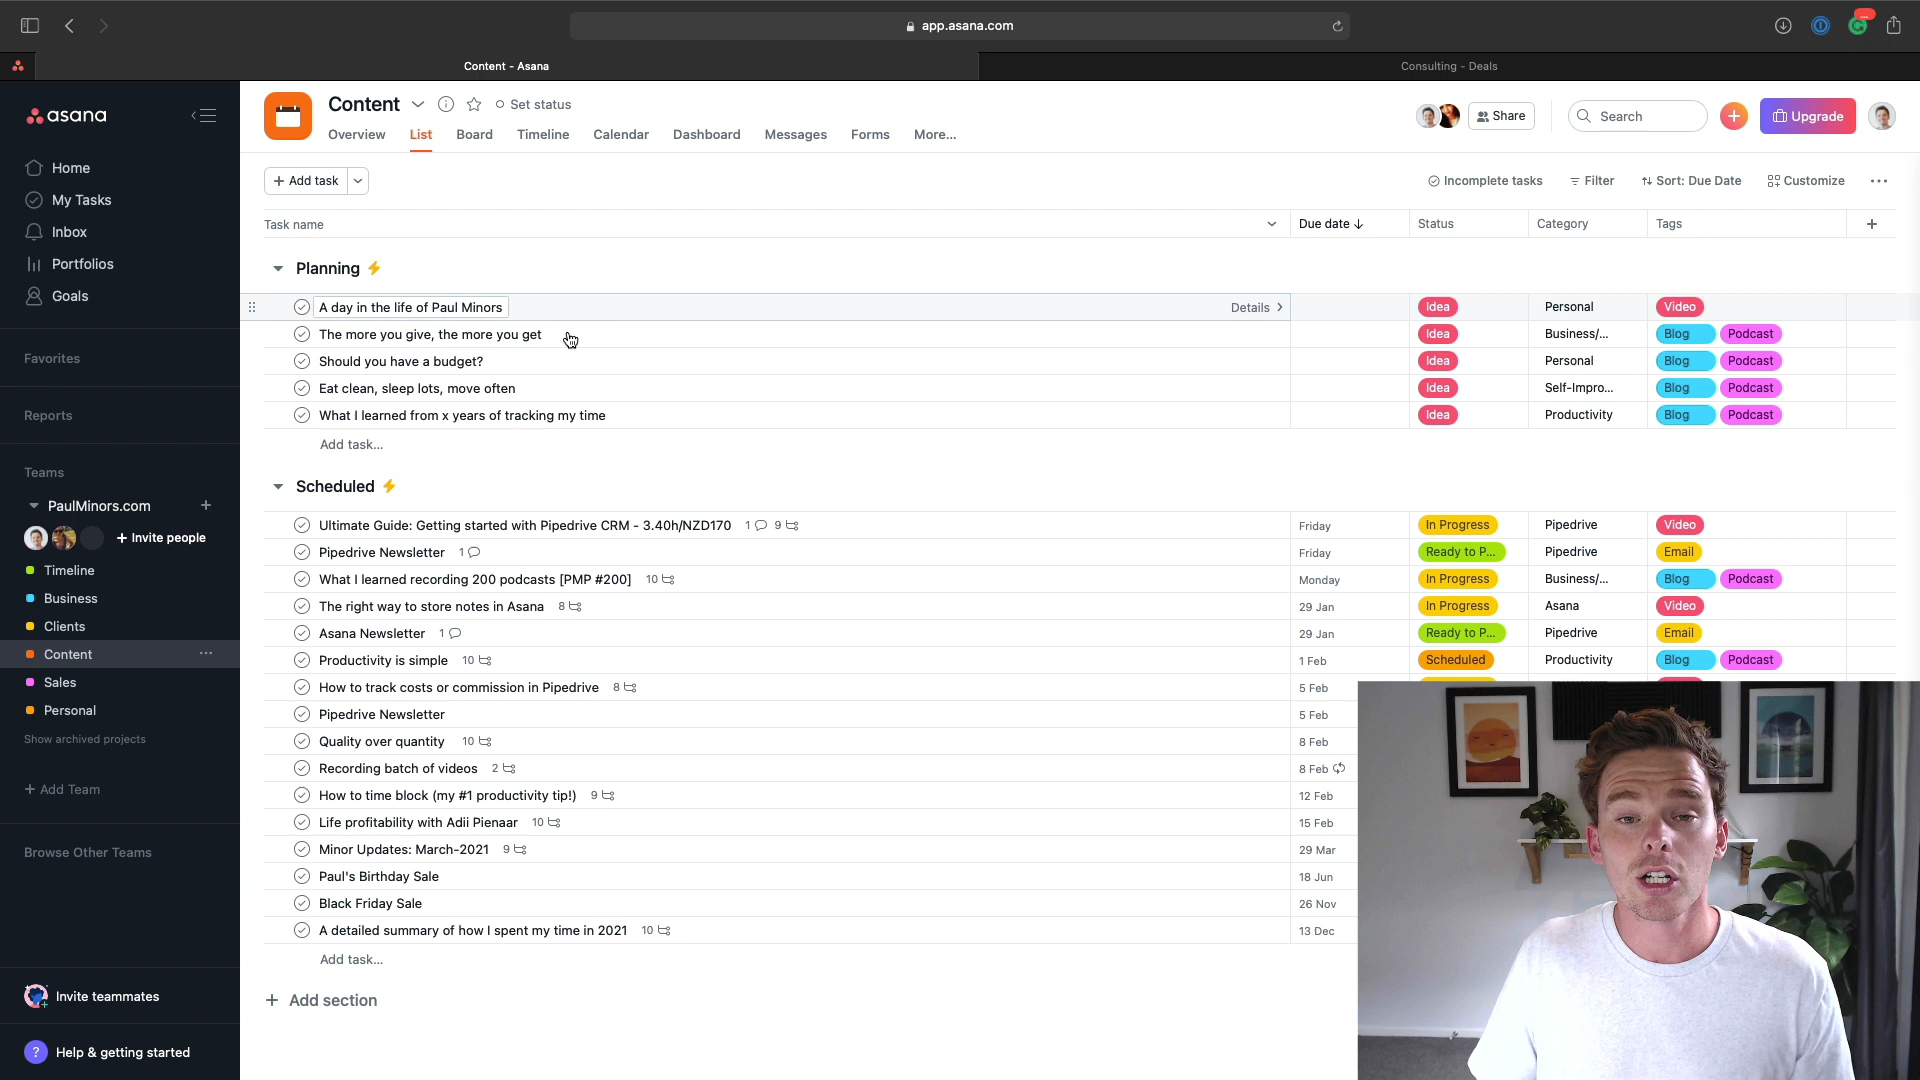 app.asana.com
Content - Asana
Consulting - Deals
asana
Home
My Tasks
Inbox
Portfolios
Goals
Favorites
Reports
Teams
PaulMinors.com
+ Invite people
Timeline
Business
Clients
Content
Sales
Personal
Show archived projects
+ Add Team
Browse Other Teams
Invite teammates
? Help & getting started
Content Set status
Overview List Board Timeline Calendar Dashboard Messages Forms More...
Share
Search
Upgrade
+ Add task
Incomplete tasks Filter Sort: Due Date Customize
Task name Due date Status Category Tags
Planning
A day in the life of Paul Minors Details Idea Personal Video
The more you give, the more you get Idea Business/... Blog Podcast
Should you have a budget? Idea Personal Blog Podcast
Eat clean, sleep lots, move often Idea Self-Impro... Blog Podcast
What I learned from x years of tracking my time Idea Productivity Blog Podcast
Add task...
Scheduled
Ultimate Guide: Getting started with Pipedrive CRM - 3.40h/NZD170 1 9 Friday In Progress Pipedrive Video
Pipedrive Newsletter 1 Friday Ready to P... Pipedrive Email
What I learned recording 200 podcasts [PMP #200] 10 Monday In Progress Business/... Blog Podcast
The right way to store notes in Asana 8 29 Jan In Progress Asana Video
Asana Newsletter 1 29 Jan Ready to P... Pipedrive Email
Productivity is simple 10 1 Feb Scheduled Productivity Blog Podcast
How to track costs or commission in Pipedrive 8 5 Feb
Pipedrive Newsletter 5 Feb
Quality over quantity 10 8 Feb
Recording batch of videos 2 8 Feb
How to time block (my #1 productivity tip!) 9 12 Feb
Life profitability with Adii Pienaar 10 15 Feb
Minor Updates: March-2021 9 29 Mar
Paul's Birthday Sale 18 Jun
Black Friday Sale 26 Nov
A detailed summary of how I spent my time in 2021 10 13 Dec
Add task...
+ Add section